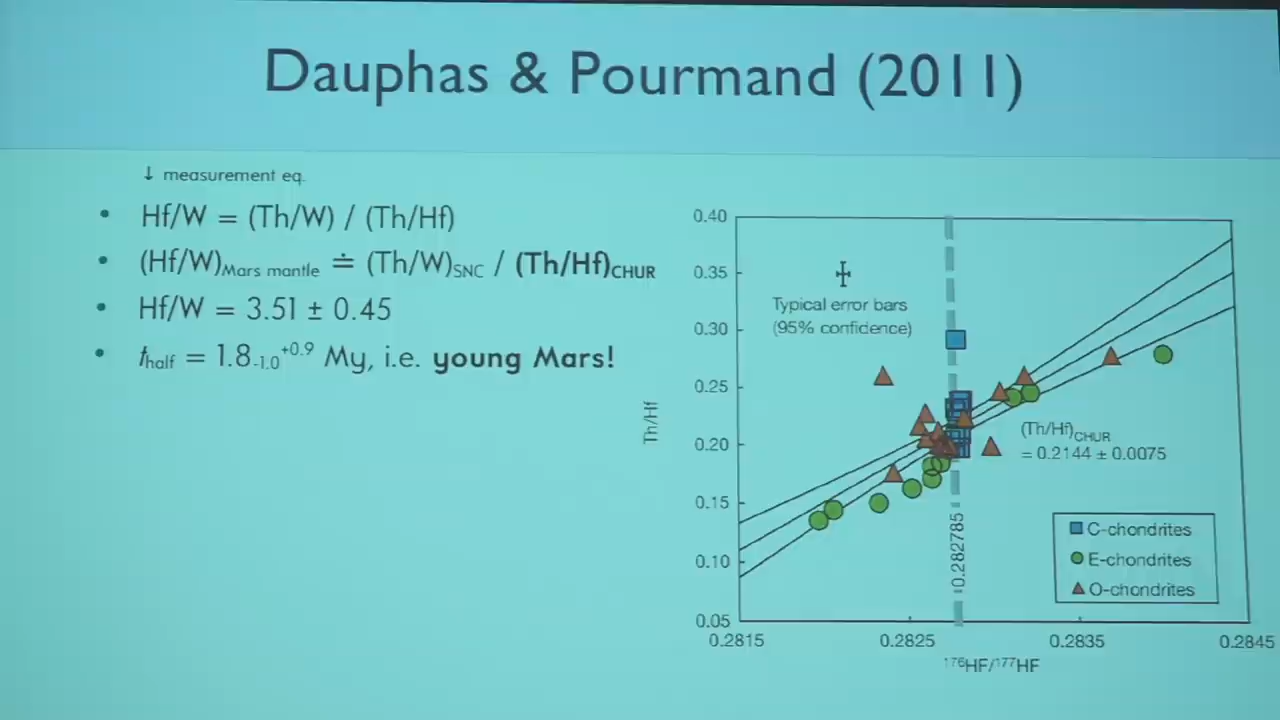 Dauphas & Pourmand (2011)
↓ measurement eq.
• Hf/W = (Th/W) / (Th/Hf)
• (Hf/W)Mars mantle ≐ (Th/W)SNC / (Th/Hf)CHUR
• Hf/W = 3.51 ± 0.45
• thalf = 1.8-1.0+0.9 My, i.e. young Mars!
0.40
0.35
0.30
0.25
0.20
0.15
0.10
0.05
Th/Hf
Typical error bars
(95% confidence)
(Th/Hf)CHUR
= 0.2144 ± 0.0075
0.282785
C-chondrites
E-chondrites
O-chondrites
0.2815 0.2825 0.2835 0.2845
176HF/177HF